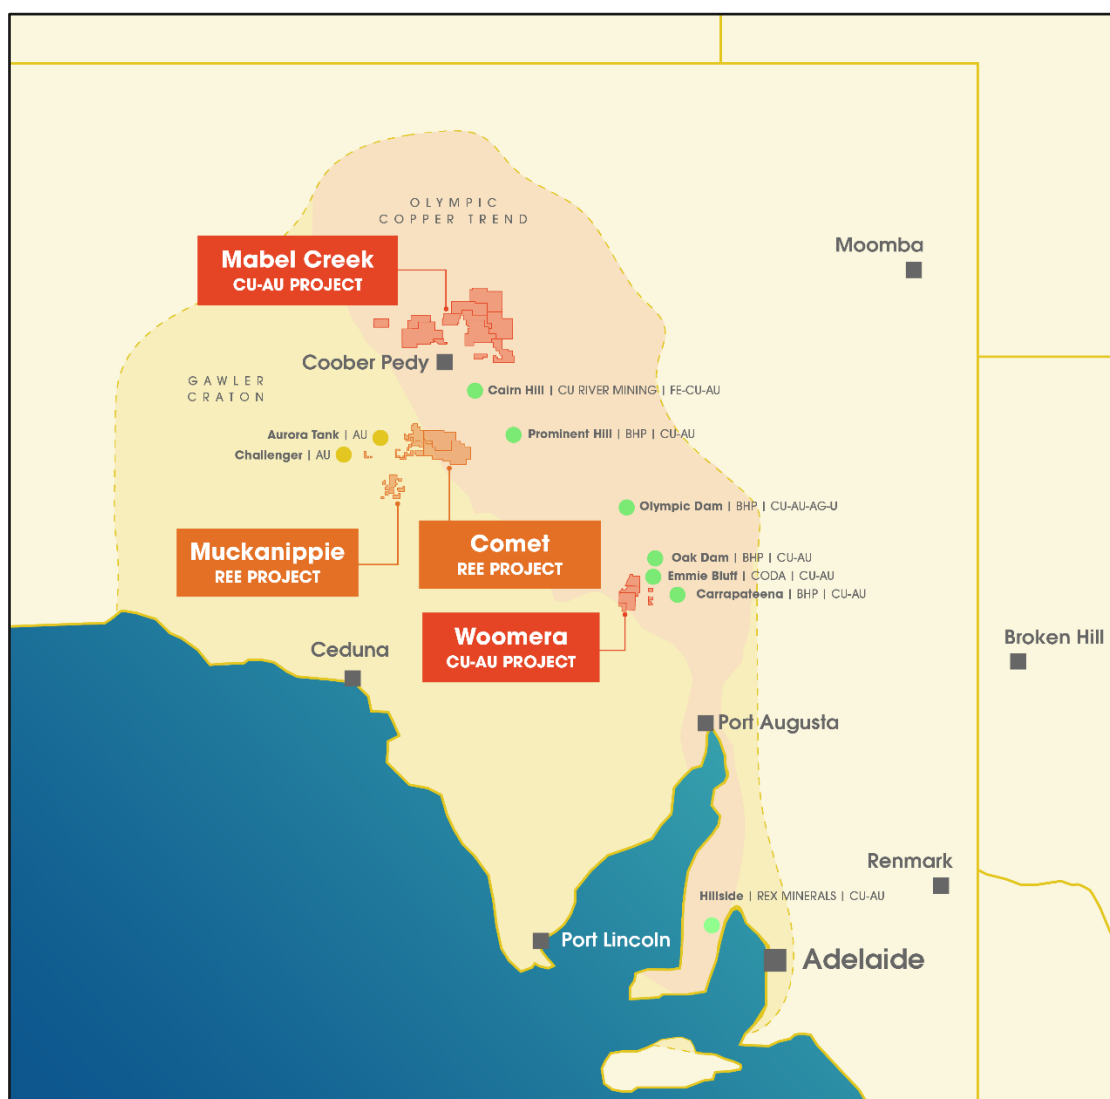 OLYMPIC
COPPER TREND
Moomba
Mabel Creek
CU-AU PROJECT
Coober Pedy
GAWLER
CRATON
Cairn Hill | CU RIVER MINING | FE-CU-AU
Aurora Tank | AU
Prominent Hill | BHP | CU-AU
Challenger | AU
Olympic Dam | BHP | CU-AU-AG-U
Muckanippie
REE PROJECT
Comet
REE PROJECT
Oak Dam | BHP | CU-AU
Emmie Bluff | CODA | CU-AU
Carrapateena | BHP | CU-AU
Woomera
CU-AU PROJECT
Broken Hill
Ceduna
Port Augusta
Renmark
Hillside | REX MINERALS | CU-AU
Port Lincoln
Adelaide